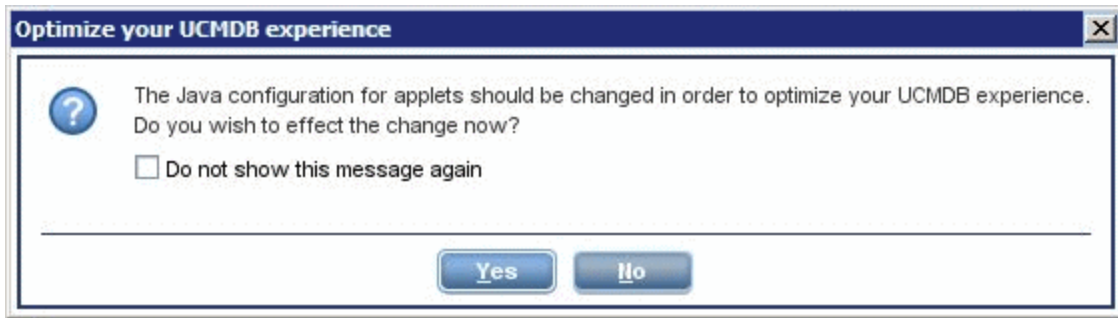 Optimize your UCMDB experience
The Java configuration for applets should be changed in order to optimize your UCMDB experience.
Do you wish to effect the change now?
Do not show this message again
Yes No